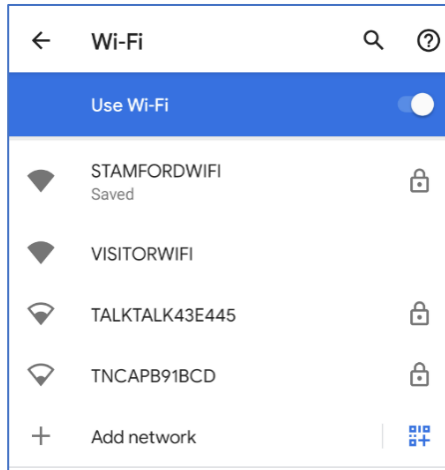 Wi-Fi
Use Wi-Fi
STAMFORDWIFI
Saved
VISITORWIFI
TALKTALK43E445
TNCAPB91BCD
Add network